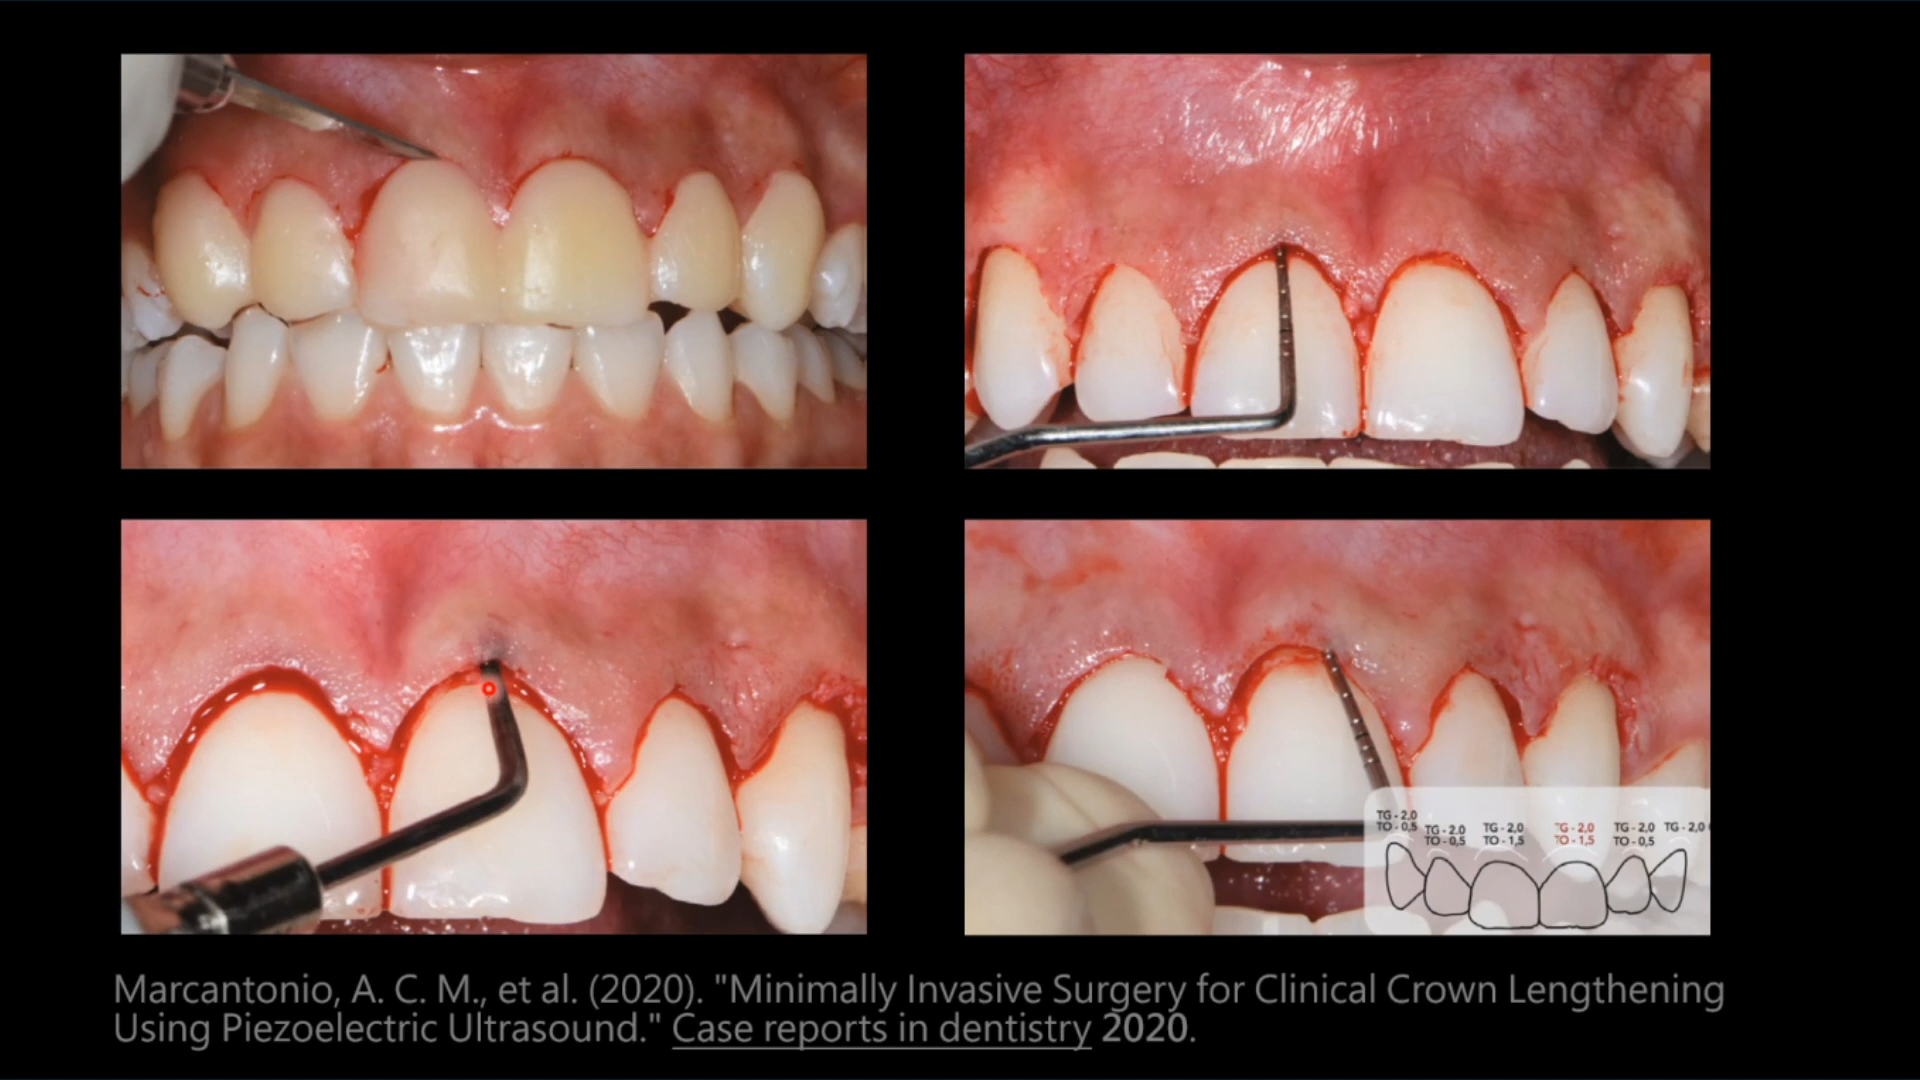 TG - 2,0
TO - 0,5
TG - 2,0
TO - 0,5
TG - 2,0
TO - 1,5
TG - 2,0
TO - 1,5
TG - 2,0
TO - 0,5
TG - 2,0
Marcantonio, A. C. M., et al. (2020). "Minimally Invasive Surgery for Clinical Crown Lengthening
Using Piezoelectric Ultrasound." Case reports in dentistry 2020.